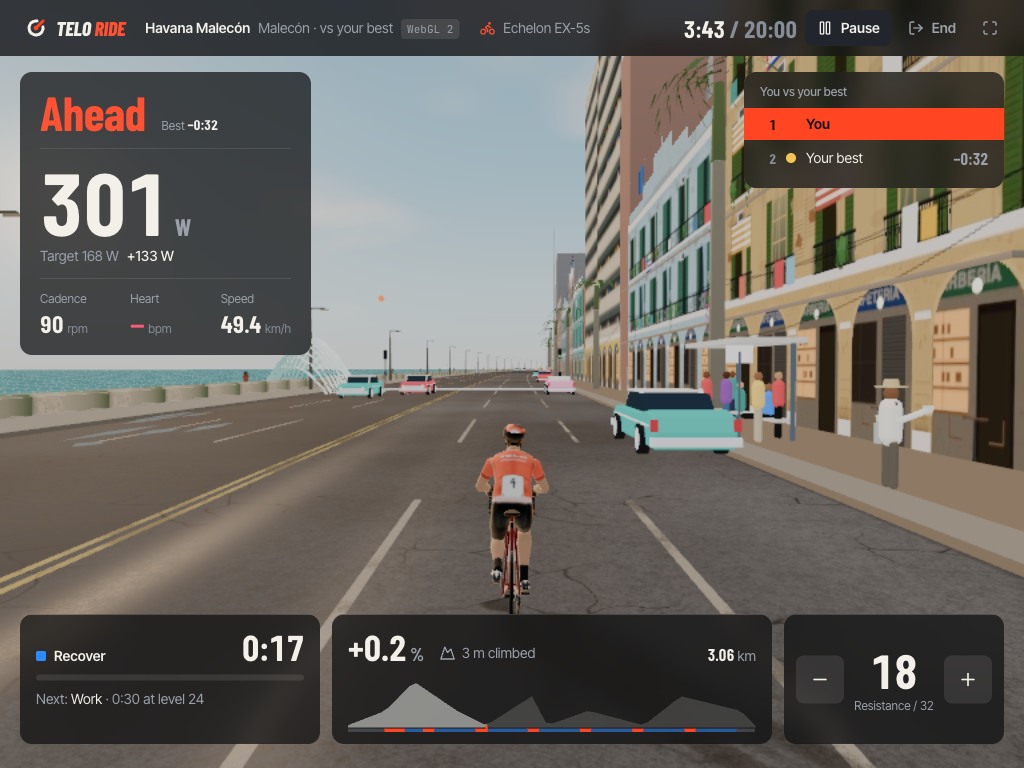 TELO RIDE
Havana Malecón Malecón · vs your best WebGL 2
Echelon EX-5s
3:43 / 20:00
Pause
End
Ahead Best −0:32
301 W
Target 168 W +133 W
Cadence Heart Speed
90 rpm – bpm 49.4 km/h
You vs your best
1 You
2 Your best −0:32
Recover 0:17
Next: Work · 0:30 at level 24
+0.2 % 3 m climbed 3.06 km
− 18 +
Resistance / 32